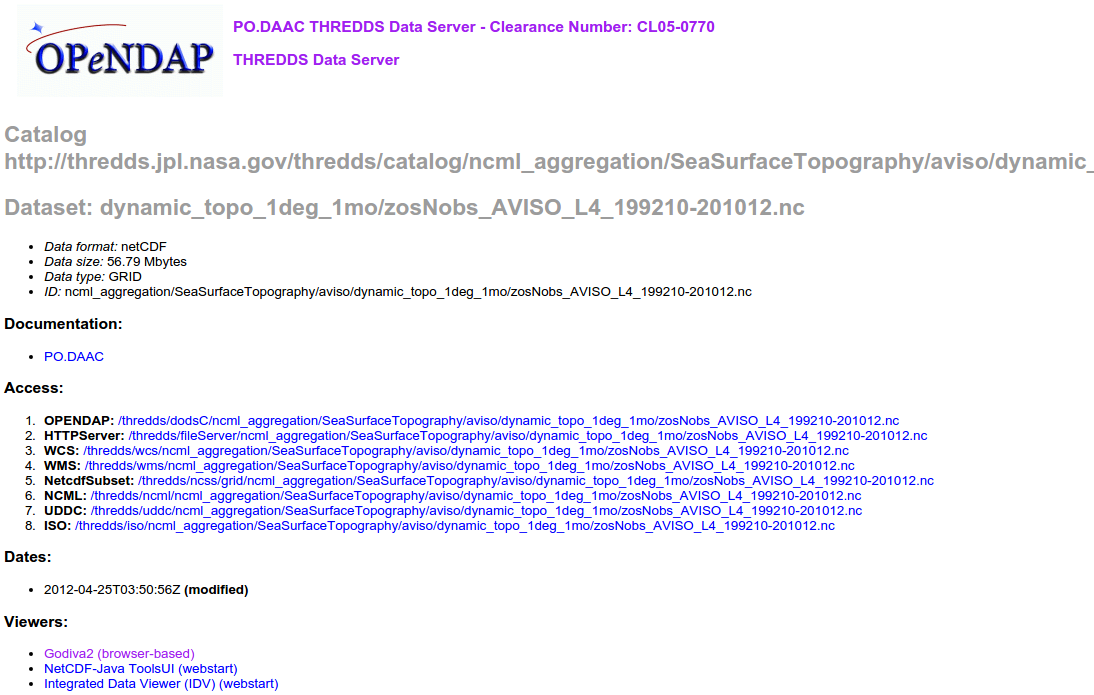 OPeNDAP
PO.DAAC THREDDS Data Server - Clearance Number: CL05-0770
THREDDS Data Server
Catalog
http://thredds.jpl.nasa.gov/thredds/catalog/ncml_aggregation/SeaSurfaceTopography/aviso/dynamic_
Dataset: dynamic_topo_1deg_1mo/zosNobs_AVISO_L4_199210-201012.nc
• Data format: netCDF
• Data size: 56.79 Mbytes
• Data type: GRID
• ID: ncml_aggregation/SeaSurfaceTopography/aviso/dynamic_topo_1deg_1mo/zosNobs_AVISO_L4_199210-201012.nc
Documentation:
• PO.DAAC
Access:
1. OPENDAP: /thredds/dodsC/ncml_aggregation/SeaSurfaceTopography/aviso/dynamic_topo_1deg_1mo/zosNobs_AVISO_L4_199210-201012.nc
2. HTTPServer: /thredds/fileServer/ncml_aggregation/SeaSurfaceTopography/aviso/dynamic_topo_1deg_1mo/zosNobs_AVISO_L4_199210-201012.nc
3. WCS: /thredds/wcs/ncml_aggregation/SeaSurfaceTopography/aviso/dynamic_topo_1deg_1mo/zosNobs_AVISO_L4_199210-201012.nc
4. WMS: /thredds/wms/ncml_aggregation/SeaSurfaceTopography/aviso/dynamic_topo_1deg_1mo/zosNobs_AVISO_L4_199210-201012.nc
5. NetcdfSubset: /thredds/ncss/grid/ncml_aggregation/SeaSurfaceTopography/aviso/dynamic_topo_1deg_1mo/zosNobs_AVISO_L4_199210-201012.nc
6. NCML: /thredds/ncml/ncml_aggregation/SeaSurfaceTopography/aviso/dynamic_topo_1deg_1mo/zosNobs_AVISO_L4_199210-201012.nc
7. UDDC: /thredds/uddc/ncml_aggregation/SeaSurfaceTopography/aviso/dynamic_topo_1deg_1mo/zosNobs_AVISO_L4_199210-201012.nc
8. ISO: /thredds/iso/ncml_aggregation/SeaSurfaceTopography/aviso/dynamic_topo_1deg_1mo/zosNobs_AVISO_L4_199210-201012.nc
Dates:
• 2012-04-25T03:50:56Z (modified)
Viewers:
• Godiva2 (browser-based)
• NetCDF-Java ToolsUI (webstart)
• Integrated Data Viewer (IDV) (webstart)